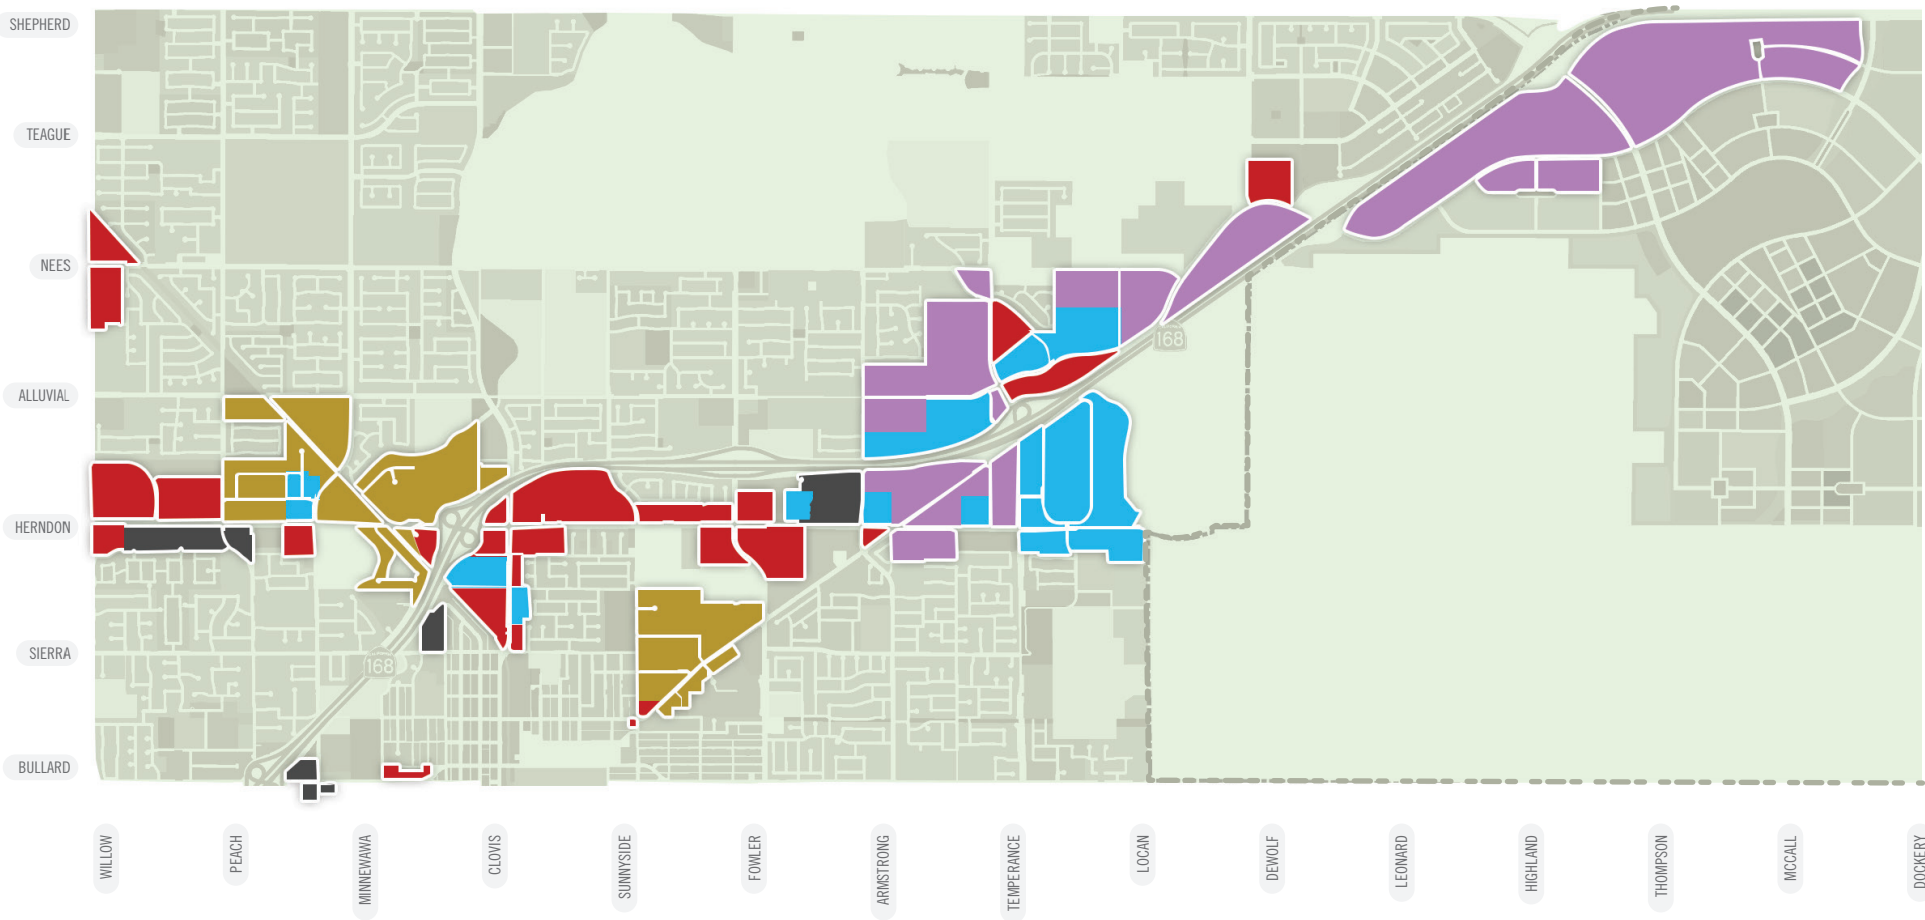 SHEPHERD
TEAGUE
NEES
168
ALLUVIAL
HERNDON
SIERRA
168
BULLARD
WILLOW
PEACH
MINNEWAWA
CLOVIS
SUNNYSIDE
FOWLER
ARMSTRONG
TEMPERANCE
LOCAN
DEWOLF
LEONARD
HIGHLAND
THOMPSON
MCCALL
DOCKERY